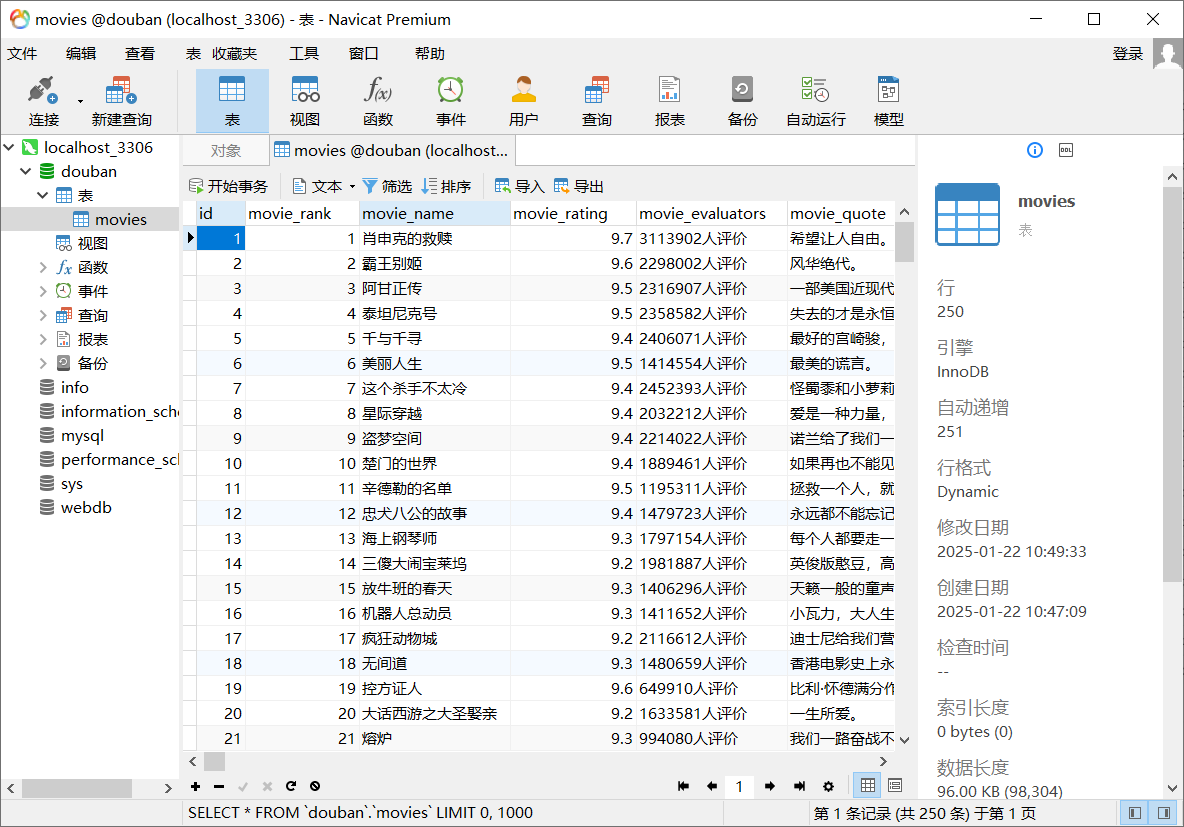 movies @douban (localhost_3306) - 表 - Navicat Premium
文件 编辑 查看 表 收藏夹 工具 窗口 帮助 登录
连接 新建查询 表 视图 函数 事件 用户 查询 报表 备份 自动运行 模型
localhost_3306
douban
表
movies
视图
函数
事件
查询
报表
备份
info
information_sche
mysql
performance_scl
sys
webdb
对象 movies @douban (localhost...
开始事务 文本 筛选 排序 导入 导出
id movie_rank movie_name movie_rating movie_evaluators movie_quote
1 1 肖申克的救赎 9.7 3113902人评价 希望让人自由。
2 2 霸王别姬 9.6 2298002人评价 风华绝代。
3 3 阿甘正传 9.5 2316907人评价 一部美国近现代
4 4 泰坦尼克号 9.5 2358582人评价 失去的才是永恒
5 5 千与千寻 9.4 2406071人评价 最好的宫崎骏，
6 6 美丽人生 9.5 1414554人评价 最美的谎言。
7 7 这个杀手不太冷 9.4 2452393人评价 怪蜀黍和小萝莉
8 8 星际穿越 9.4 2032212人评价 爱是一种力量，
9 9 盗梦空间 9.4 2214022人评价 诺兰给了我们一
10 10 楚门的世界 9.4 1889461人评价 如果再也不能见
11 11 辛德勒的名单 9.5 1195311人评价 拯救一个人，就
12 12 忠犬八公的故事 9.4 1479723人评价 永远都不能忘记
13 13 海上钢琴师 9.3 1797154人评价 每个人都要走一
14 14 三傻大闹宝莱坞 9.2 1981887人评价 英俊版憨豆，高
15 15 放牛班的春天 9.3 1406296人评价 天籁一般的童声
16 16 机器人总动员 9.3 1411652人评价 小瓦力，大人生
17 17 疯狂动物城 9.2 2116612人评价 迪士尼给我们营
18 18 无间道 9.3 1480659人评价 香港电影史上永
19 19 控方证人 9.6 649910人评价 比利·怀德满分作
20 20 大话西游之大圣娶亲 9.2 1633581人评价 一生所爱。
21 21 熔炉 9.3 994080人评价 我们一路奋战不
1
SELECT * FROM `douban`.`movies` LIMIT 0, 1000
第 1 条记录 (共 250 条) 于第 1 页
DDL
movies
表
行
250
引擎
InnoDB
自动递增
251
行格式
Dynamic
修改日期
2025-01-22 10:49:33
创建日期
2025-01-22 10:47:09
检查时间
--
索引长度
0 bytes (0)
数据长度
96.00 KB (98,304)